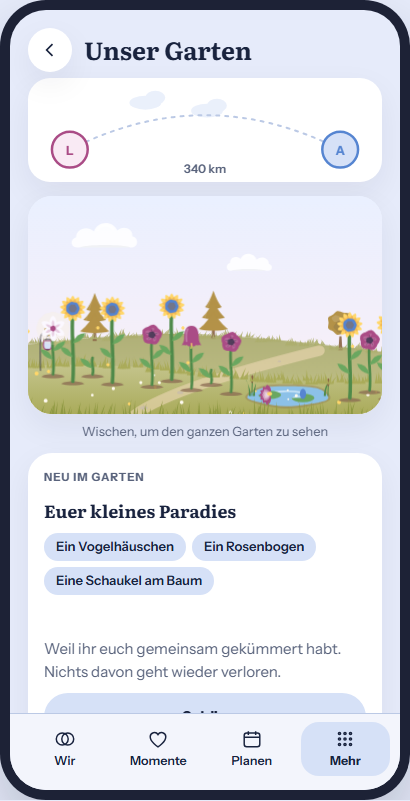 Unser Garten
L
A
340 km
Wischen, um den ganzen Garten zu sehen
NEU IM GARTEN
Euer kleines Paradies
Ein Vogelhäuschen
Ein Rosenbogen
Eine Schaukel am Baum
Weil ihr euch gemeinsam gekümmert habt.
Nichts davon geht wieder verloren.
Wir
Momente
Planen
Mehr